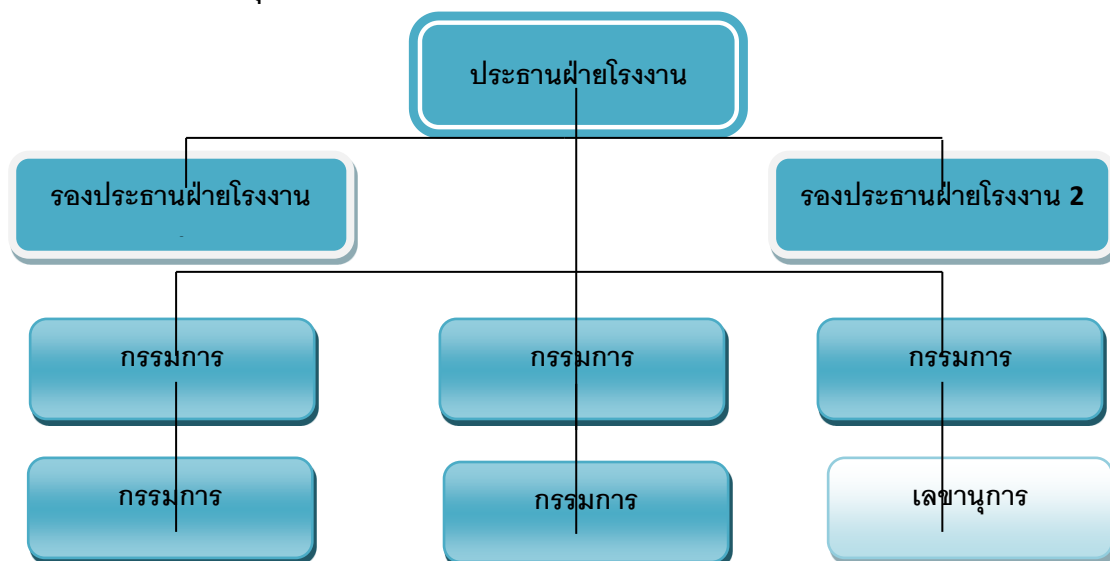 ประธานฝ่ายโรงงาน
รองประธานฝ่ายโรงงาน
รองประธานฝ่ายโรงงาน 2
กรรมการ
กรรมการ
กรรมการ
กรรมการ
กรรมการ
เลขานุการ